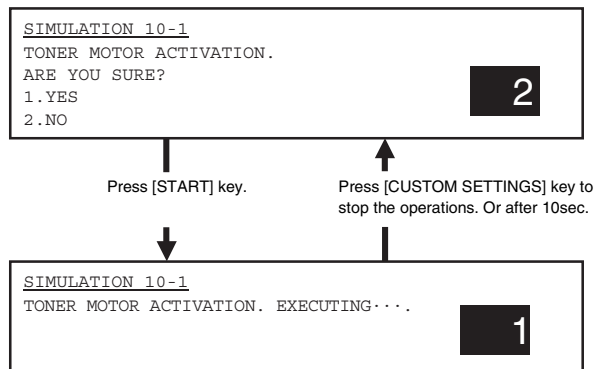 SIMULATION 10-1
TONER MOTOR ACTIVATION.
ARE YOU SURE?
1.YES
2.NO
2
Press [START] key.
Press [CUSTOM SETTINGS] key to
stop the operations. Or after 10sec.
SIMULATION 10-1
TONER MOTOR ACTIVATION. EXECUTING···.
1